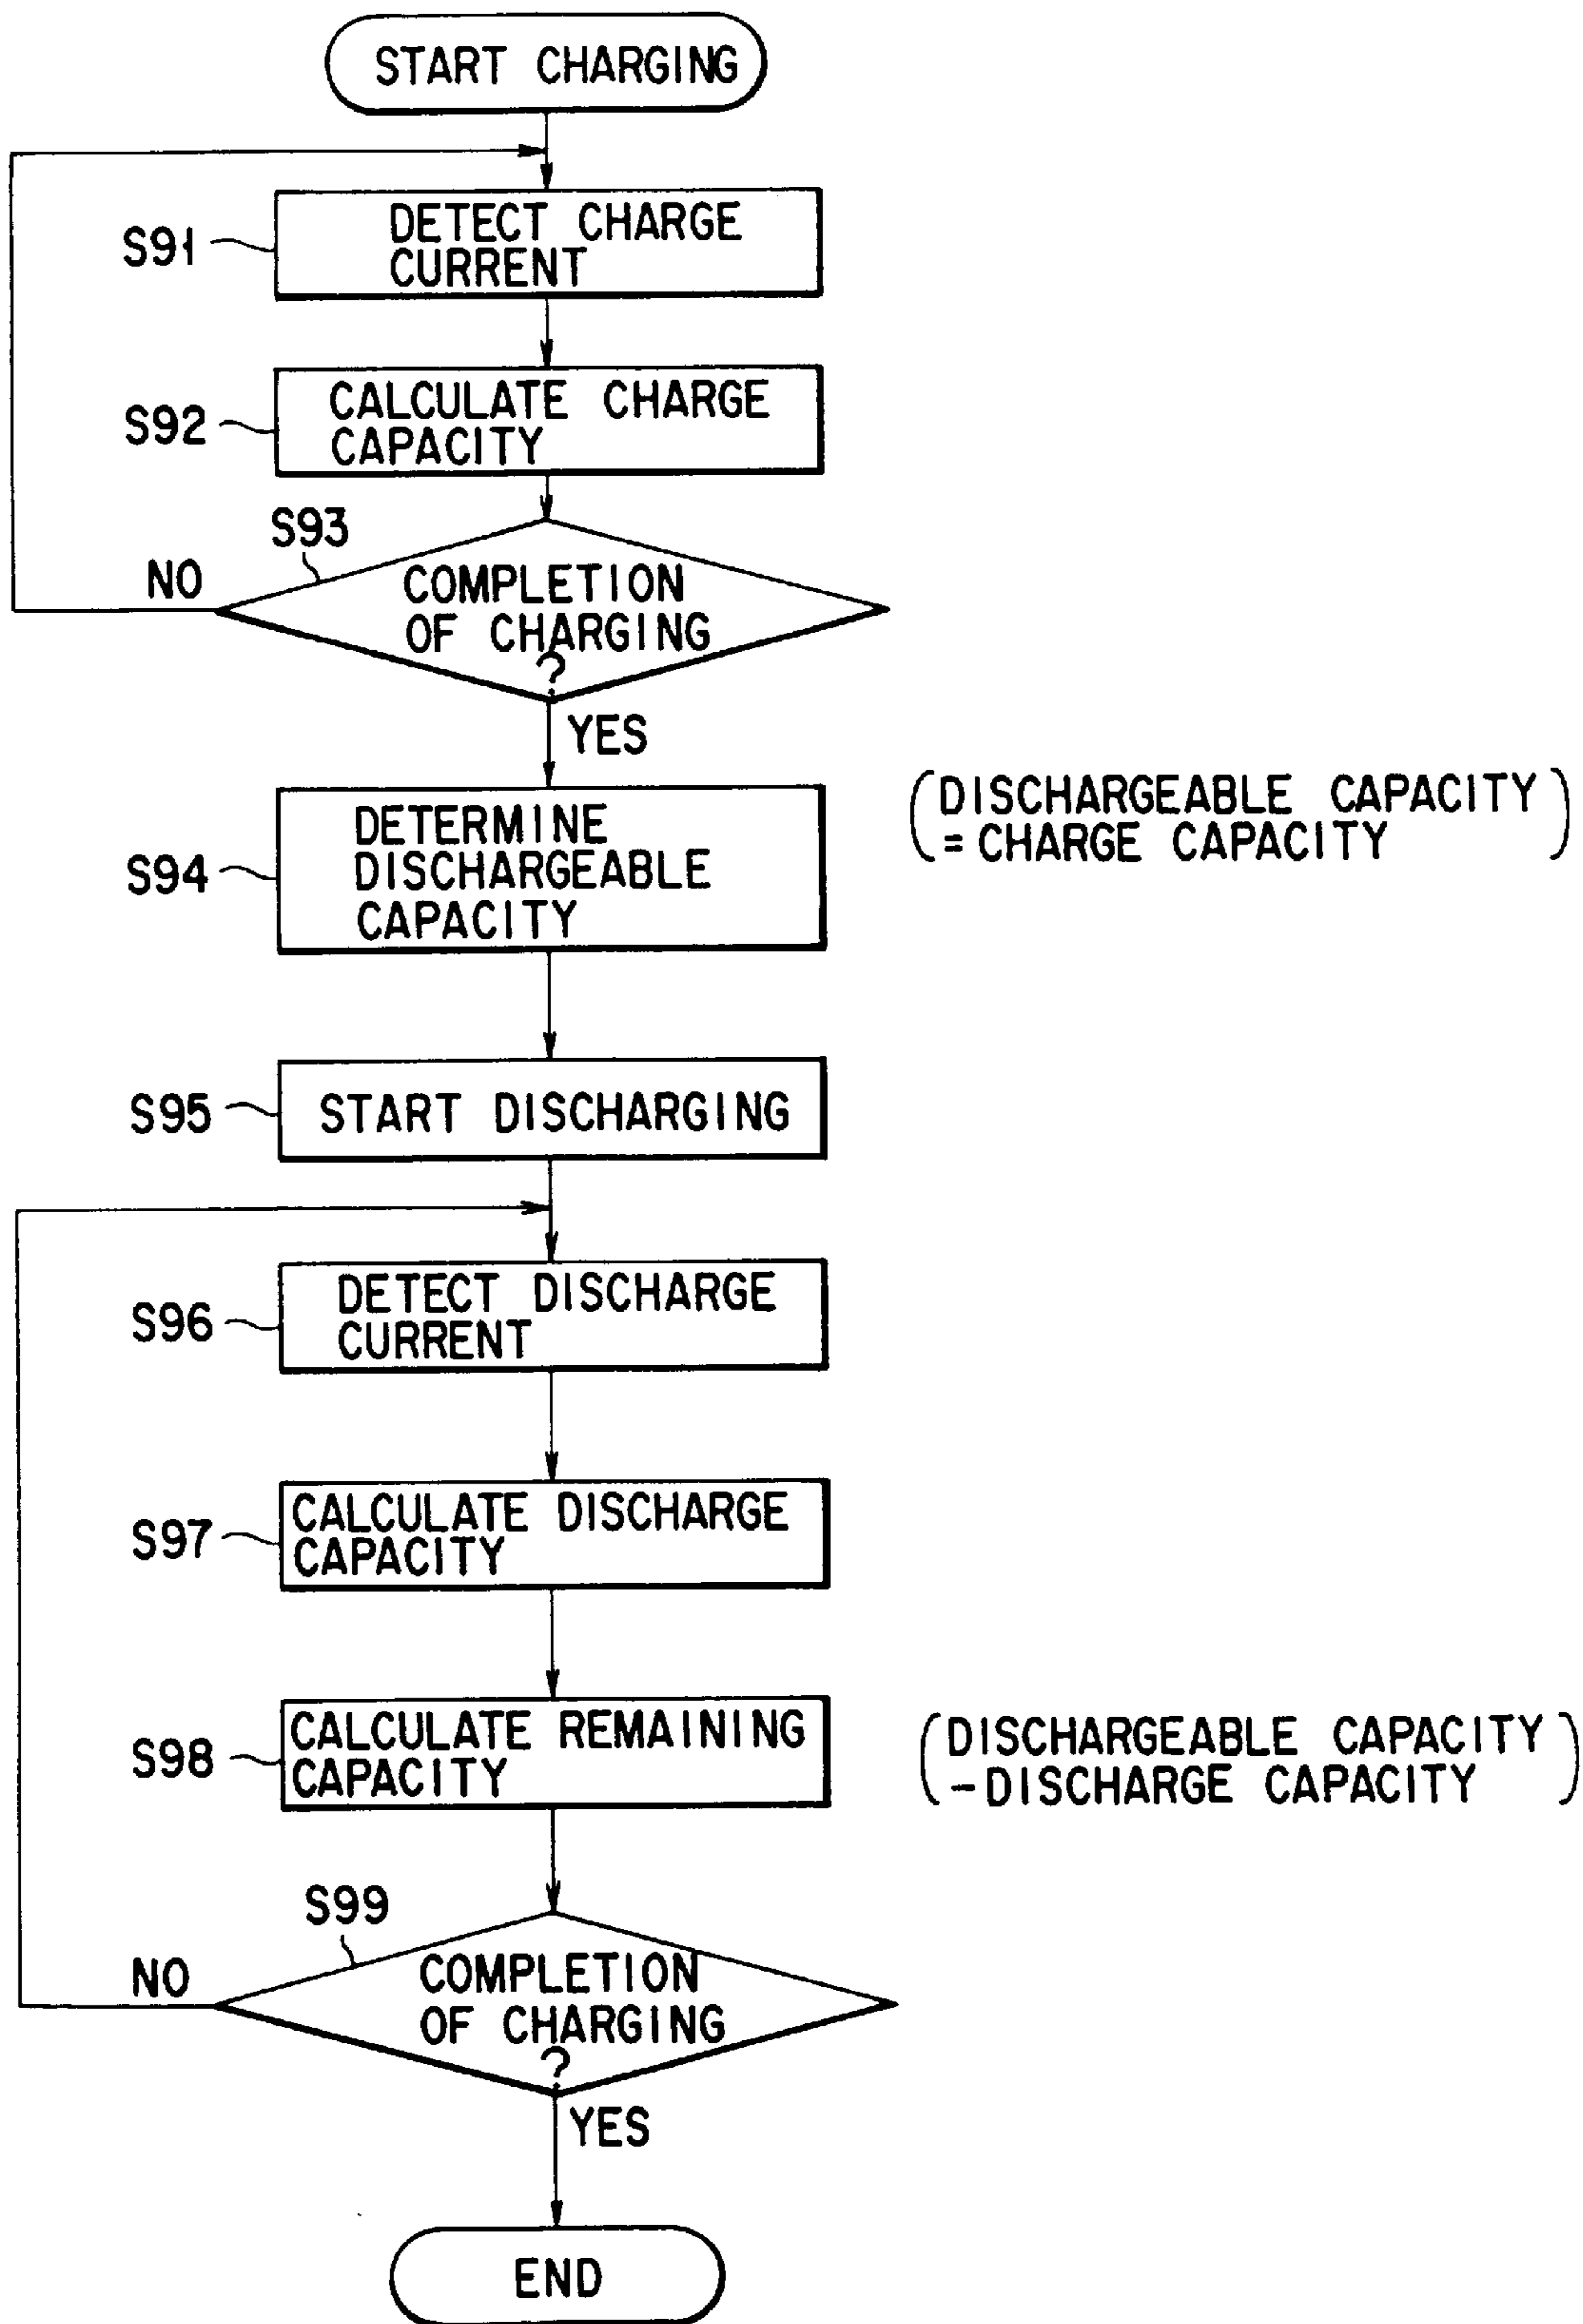 START CHARGING
S91
DETECT CHARGE
CURRENT
S92
CALCULATE CHARGE
CAPACITY
S93
NO
COMPLETION
OF CHARGING
?
YES
S94
DETERMINE
DISCHARGEABLE
CAPACITY
(DISCHARGEABLE CAPACITY
= CHARGE CAPACITY)
S95
START DISCHARGING
S96
DETECT DISCHARGE
CURRENT
S97
CALCULATE DISCHARGE
CAPACITY
S98
CALCULATE REMAINING
CAPACITY
(DISCHARGEABLE CAPACITY
- DISCHARGE CAPACITY)
S99
NO
COMPLETION
OF CHARGING
?
YES
END